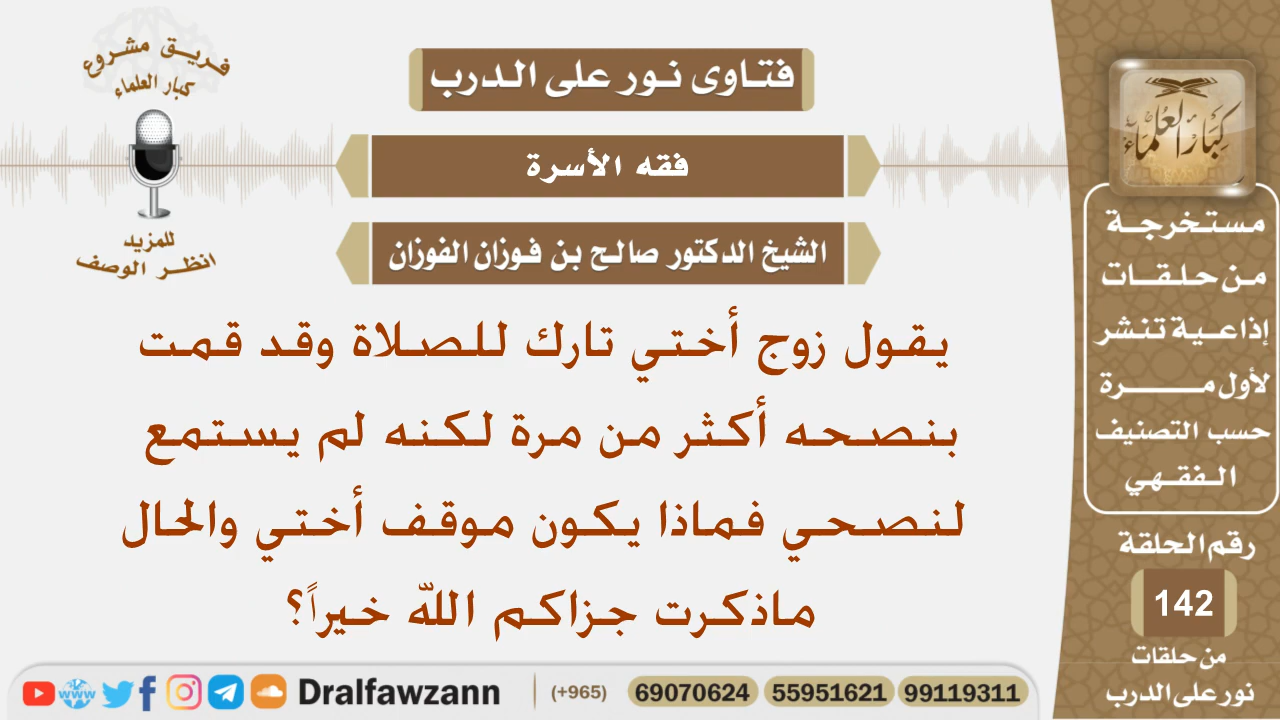 فريق مشروع
كبار العلماء
للمزيد
انظر الوصف
فتاوى نور على الدرب
فقه الأسرة
الشيخ الدكتور صالح بن فوزان الفوزان
يقول زوج أختي تارك للصلاة وقد قمت
بنصحه أكثر من مرة لكنه لم يستمع
لنصحي فماذا يكون موقف أختي والحال
ماذكرت جزاكم الله خيراً؟
كبار العلماء
مستخرجة
من حلقات
إذاعية تنشر
لأول مرة
حسب التصنيف
الفقهي
رقم الحلقة
142
من حلقات
نور على الدرب
www Dralfawzann (+965) 69070624 55951621 99119311